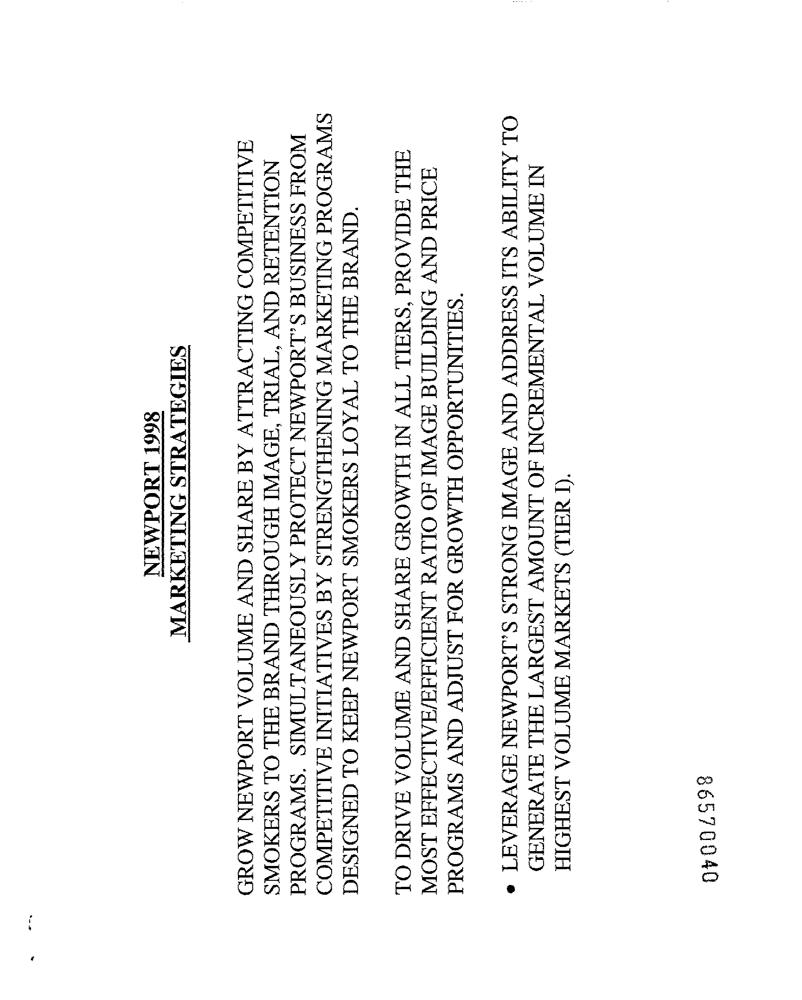 NEWPORT 1998
MARKETING STRATEGIES
GROW NEWPORT VOLUME AND SHARE BY ATTRACTING COMPETITIVE
SMOKERS TO THE BRAND THROUGH IMAGE, TRIAL, AND RETENTION
PROGRAMS. SIMULTANEOUSLY PROTECT NEWPORT'S BUSINESS FROM
COMPETITIVE INITIATIVES BY STRENGTHENING MARKETING PROGRAMS
DESIGNED TO KEEP NEWPORT SMOKERS LOYAL TO THE BRAND.
TO DRIVE VOLUME AND SHARE GROWTH IN ALL TIERS, PROVIDE THE
MOST EFFECTIVE/EFFICIENT RATIO OF IMAGE BUILDING AND PRICE
PROGRAMS AND ADJUST FOR GROWTH OPPORTUNITIES.
• LEVERAGE NEWPORT'S STRONG IMAGE AND ADDRESS ITS ABILITY TO
GENERATE THE LARGEST AMOUNT OF INCREMENTAL VOLUME IN
HIGHEST VOLUME MARKETS (TIER I).
86570040